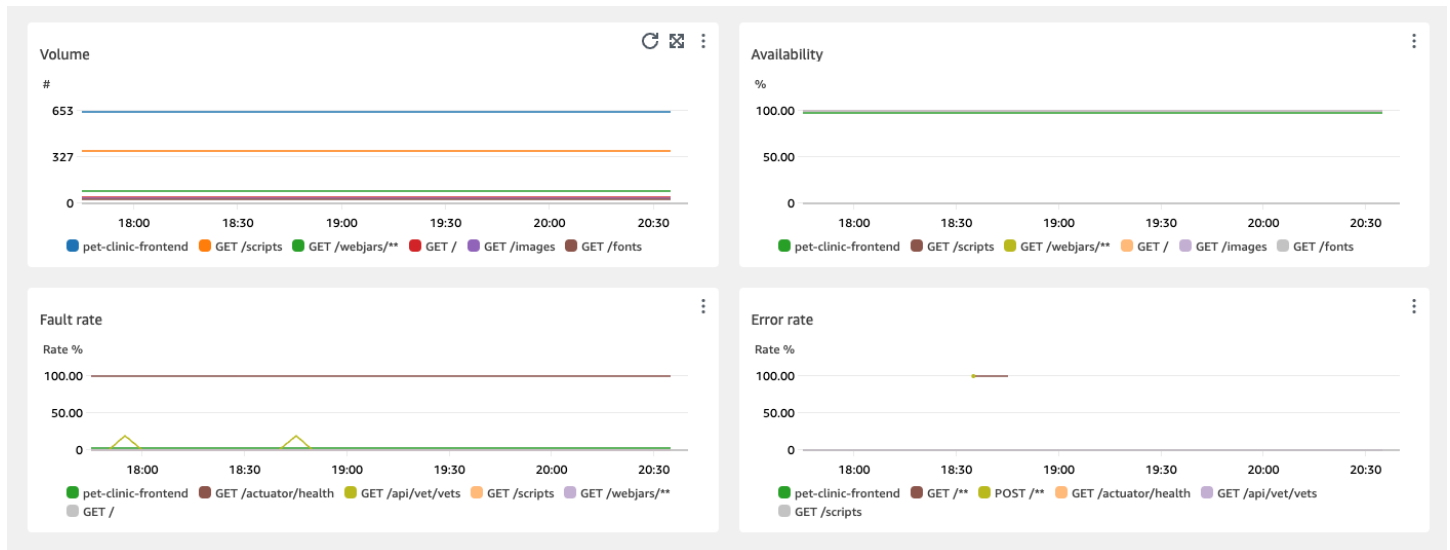 Volume
#
653
327
0
18:00 18:30 19:00 19:30 20:00 20:30
pet-clinic-frontend GET /scripts GET /webjars/** GET / GET /images GET /fonts
Availability
%
100.00
50.00
0
18:00 18:30 19:00 19:30 20:00 20:30
pet-clinic-frontend GET /scripts GET /webjars/** GET / GET /images GET /fonts
Fault rate
Rate %
100.00
50.00
0
18:00 18:30 19:00 19:30 20:00 20:30
pet-clinic-frontend GET /actuator/health GET /api/vet/vets GET /scripts GET /webjars/**
GET /
Error rate
Rate %
100.00
50.00
0
18:00 18:30 19:00 19:30 20:00 20:30
pet-clinic-frontend GET /** POST /** GET /actuator/health GET /api/vet/vets
GET /scripts